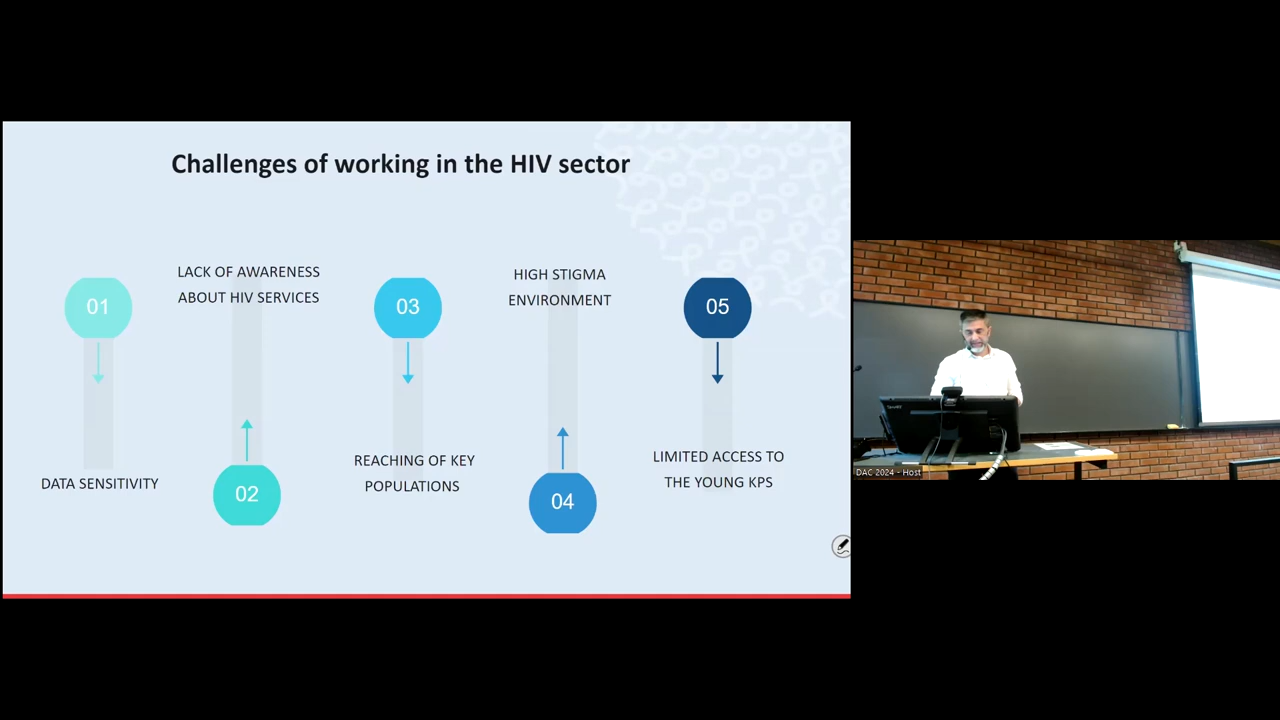 Challenges of working in the HIV sector
01
DATA SENSITIVITY
LACK OF AWARENESS
ABOUT HIV SERVICES
02
03
REACHING OF KEY
POPULATIONS
HIGH STIGMA
ENVIRONMENT
04
05
LIMITED ACCESS TO
THE YOUNG KPS
DAC 2024 - Host